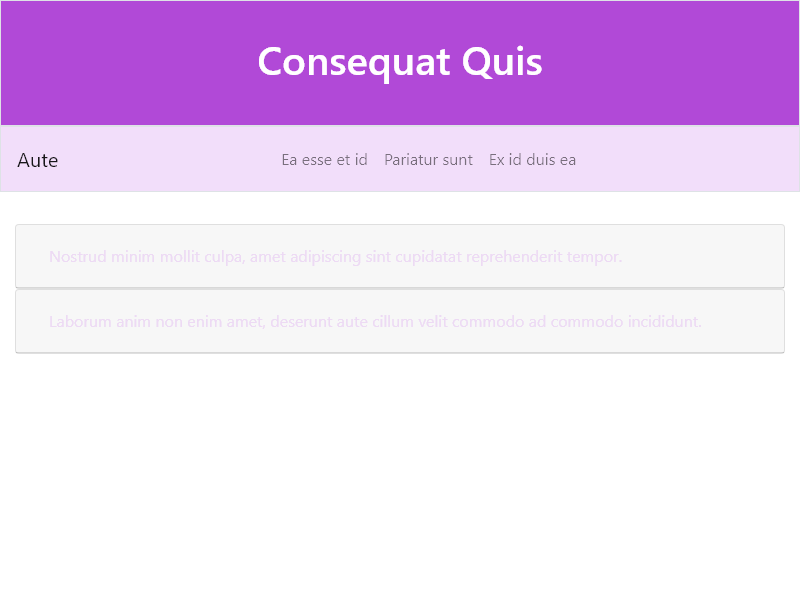 Consequat Quis
Aute
Ea esse et id
Pariatur sunt
Ex id duis ea
Nostrud minim mollit culpa, amet adipiscing sint cupidatat reprehenderit tempor.
Laborum anim non enim amet, deserunt aute cillum velit commodo ad commodo incididunt.